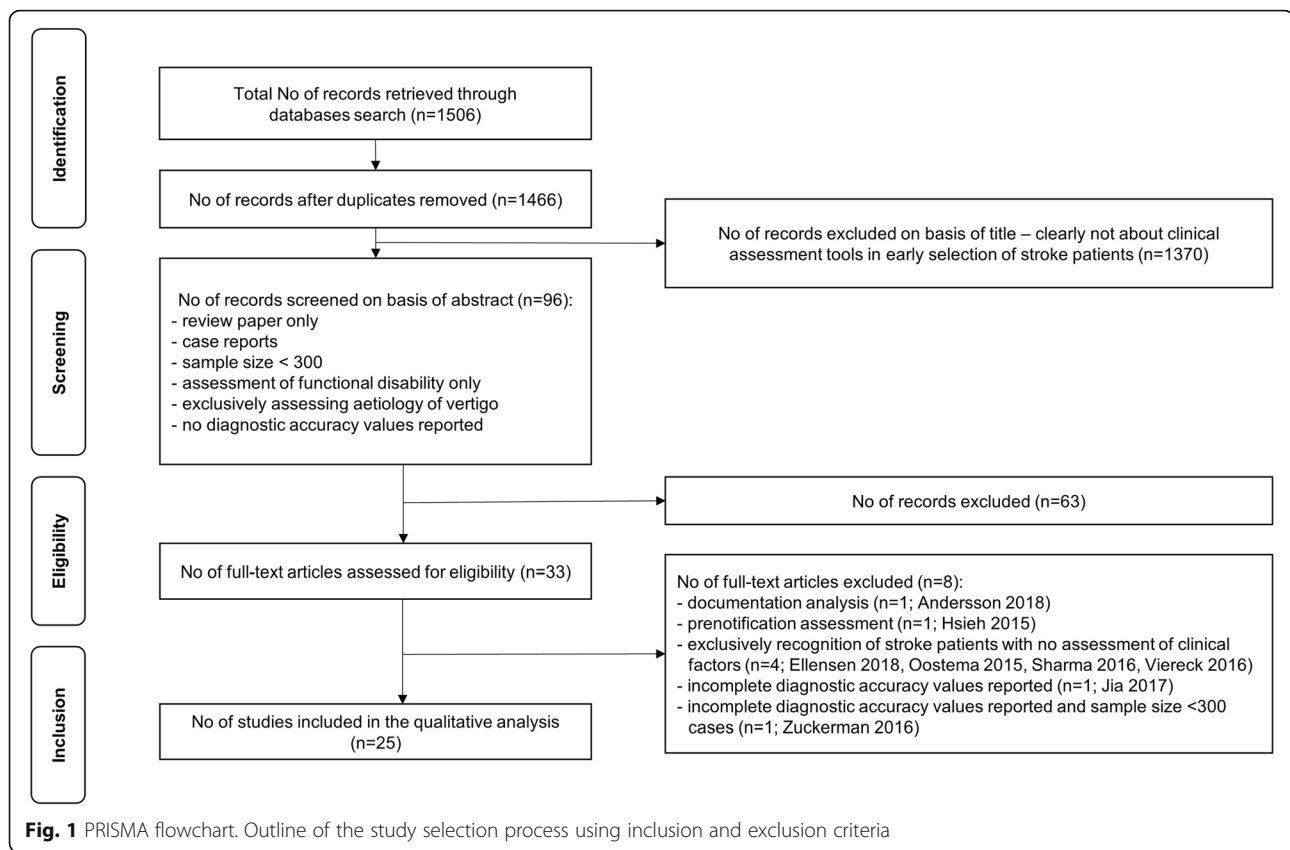 Identification
Total No of records retrieved through
databases search (n=1506)
No of records after duplicates removed (n=1466)
No of records excluded on basis of title – clearly not about clinical
assessment tools in early selection of stroke patients (n=1370)
Screening
No of records screened on basis of abstract (n=96):
- review paper only
- case reports
- sample size < 300
- assessment of functional disability only
- exclusively assessing aetiology of vertigo
- no diagnostic accuracy values reported
No of records excluded (n=63)
Eligibility
No of full-text articles assessed for eligibility (n=33)
No of full-text articles excluded (n=8):
- documentation analysis (n=1; Andersson 2018)
- prenotification assessment (n=1; Hsieh 2015)
- exclusively recognition of stroke patients with no assessment of clinical
factors (n=4; Ellensen 2018, Oostema 2015, Sharma 2016, Viereck 2016)
- incomplete diagnostic accuracy values reported (n=1; Jia 2017)
- incomplete diagnostic accuracy values reported and sample size <300
cases (n=1; Zuckerman 2016)
Inclusion
No of studies included in the qualitative analysis
(n=25)
Fig. 1 PRISMA flowchart. Outline of the study selection process using inclusion and exclusion criteria